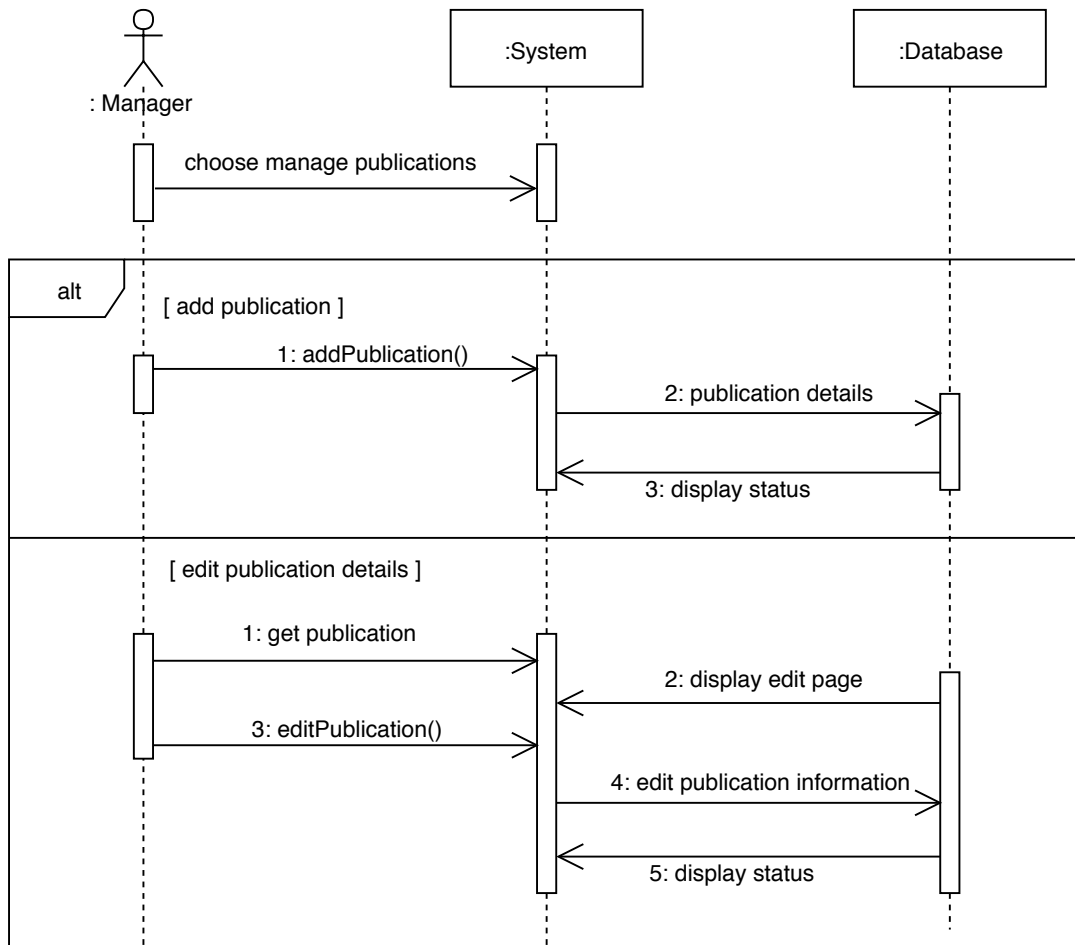 :System
:Database
: Manager
choose manage publications
alt
[ add publication ]
1: addPublication()
2: publication details
3: display status
[ edit publication details ]
1: get publication
2: display edit page
3: editPublication()
4: edit publication information
5: display status